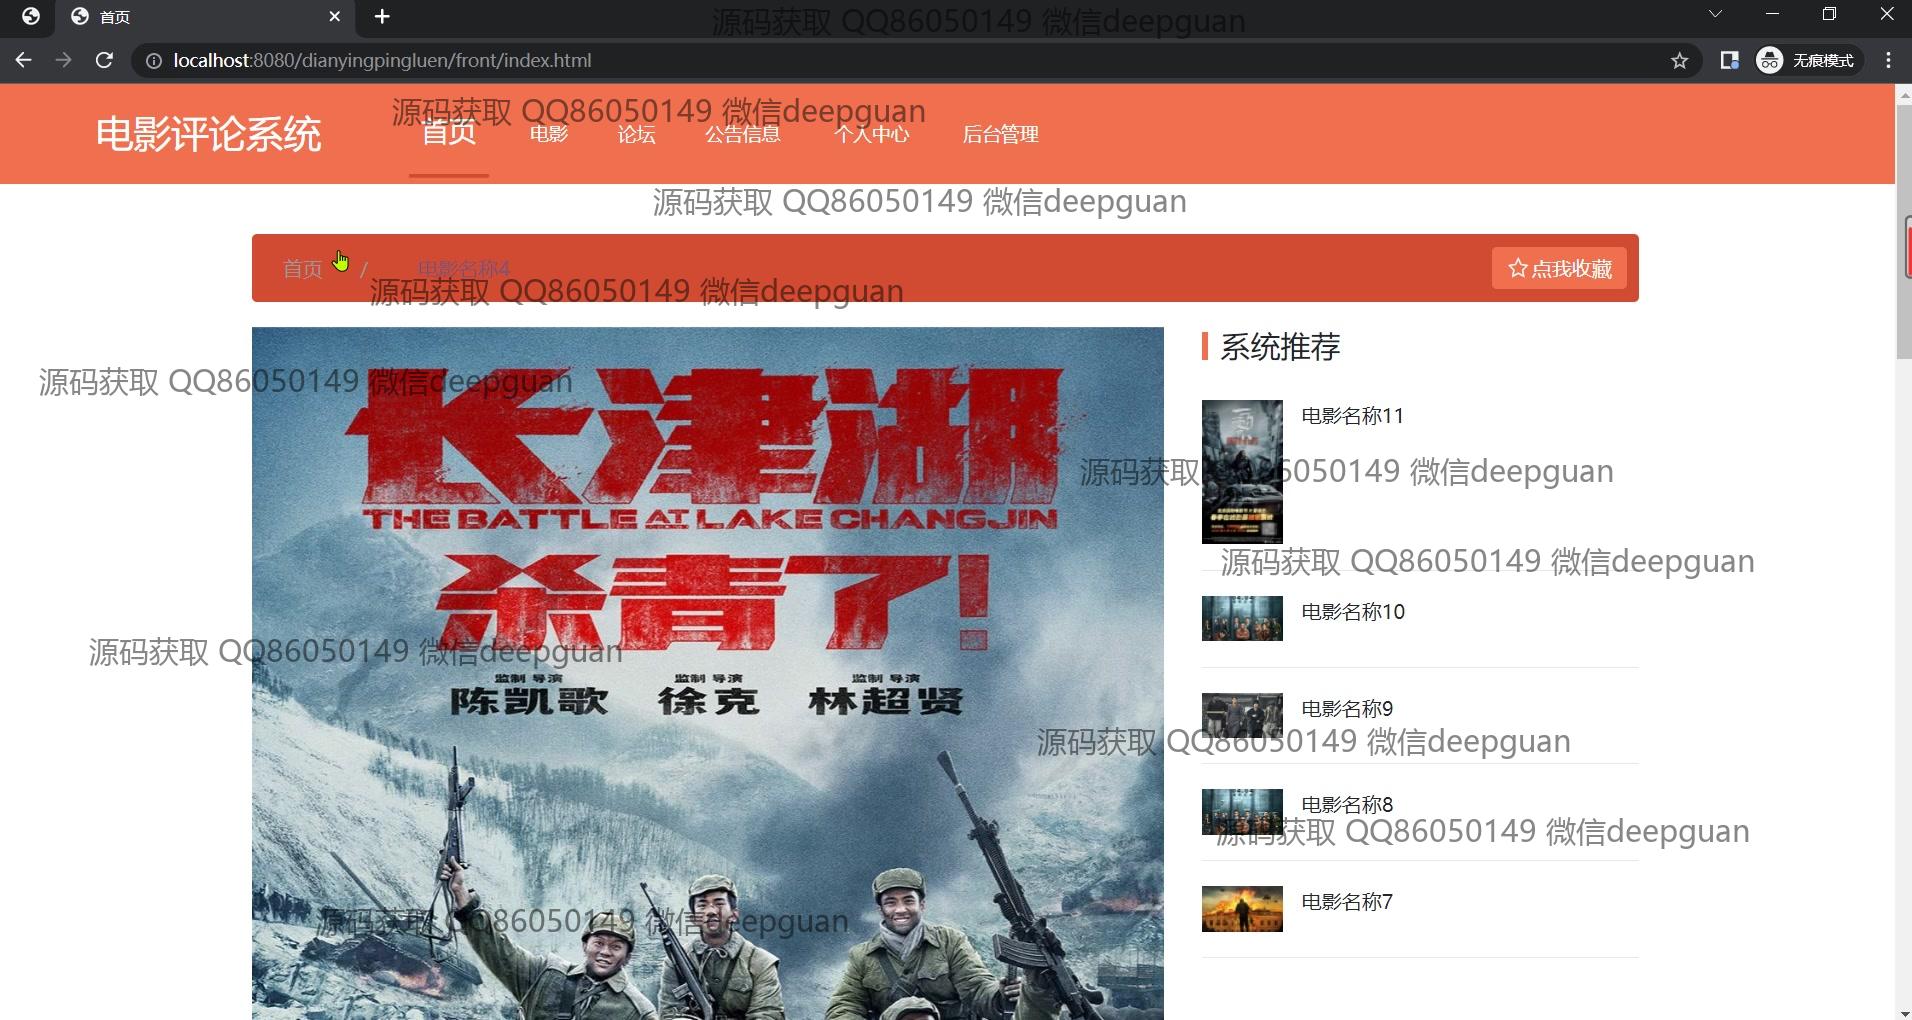 首页
源码获取 QQ86050149 微信deepguan
localhost:8080/dianyingpingluen/front/index.html
无痕模式
源码获取 QQ86050149 微信deepguan
电影评论系统
首页
电影
论坛
公告信息
个人中心
后台管理
源码获取 QQ86050149 微信deepguan
首页 / 电影名称4
点我收藏
源码获取 QQ86050149 微信deepguan
系统推荐
源码获取 QQ86050149 微信deepguan
长津湖
THE BATTLE AT LAKE CHANGJIN
杀青了!
监制 导演 监制 导演 监制 导演
陈凯歌 徐克 林超贤
电影名称11
源码获取 QQ86050149 微信deepguan
源码获取 QQ86050149 微信deepguan
电影名称10
源码获取 QQ86050149 微信deepguan
电影名称9
源码获取 QQ86050149 微信deepguan
电影名称8
源码获取 QQ86050149 微信deepguan
电影名称7
源码获取 QQ86050149 微信deepguan